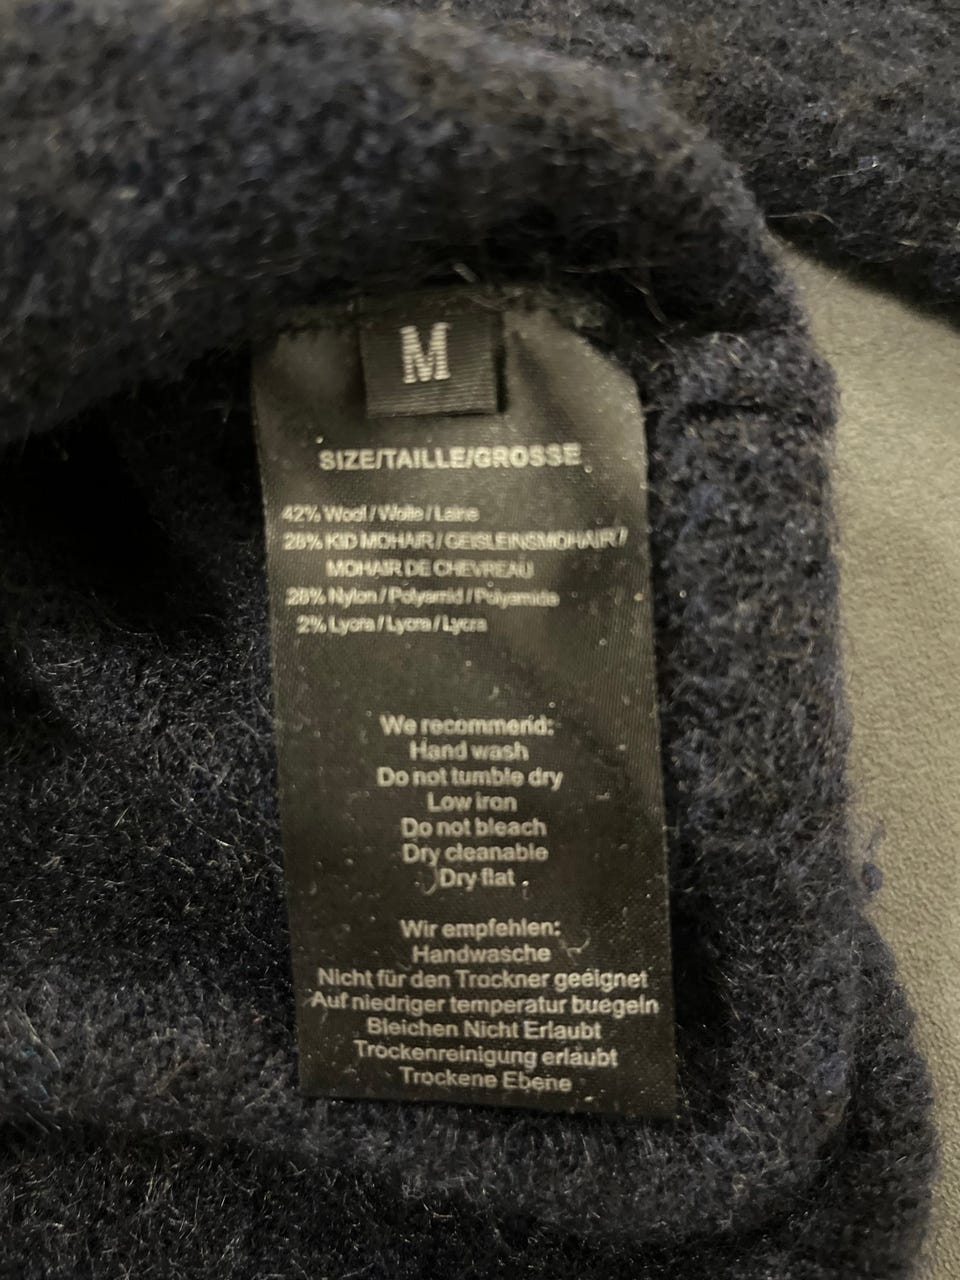 M
SIZE/TAILLE/GROSSE
42% Wool / Wolle / Laine
28% KID MOHAIR / GEISLEINSMOHAIR /
MOHAIR DE CHEVREAU
28% Nylon / Polyamid / Polyamide
2% Lycra / Lycra / Lycra
We recommend:
Hand wash
Do not tumble dry
Low iron
Do not bleach
Dry cleanable
Dry flat
Wir empfehlen:
Handwasche
Nicht für den Trockner geeignet
Auf niedriger temperatur buegeln
Bleichen Nicht Erlaubt
Trockenreinigung erlaubt
Trockene Ebene